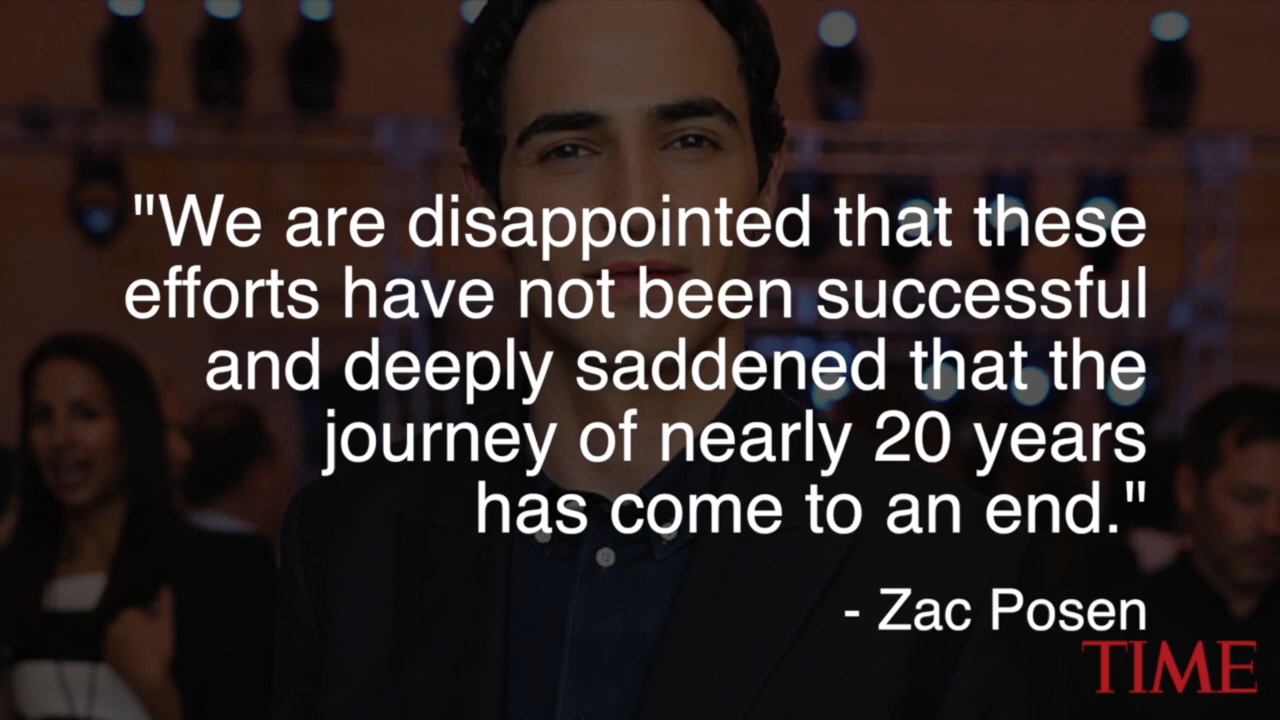 "We are disappointed that these
efforts have not been successful
and deeply saddened that the
journey of nearly 20 years
has come to an end."
- Zac Posen
TIME